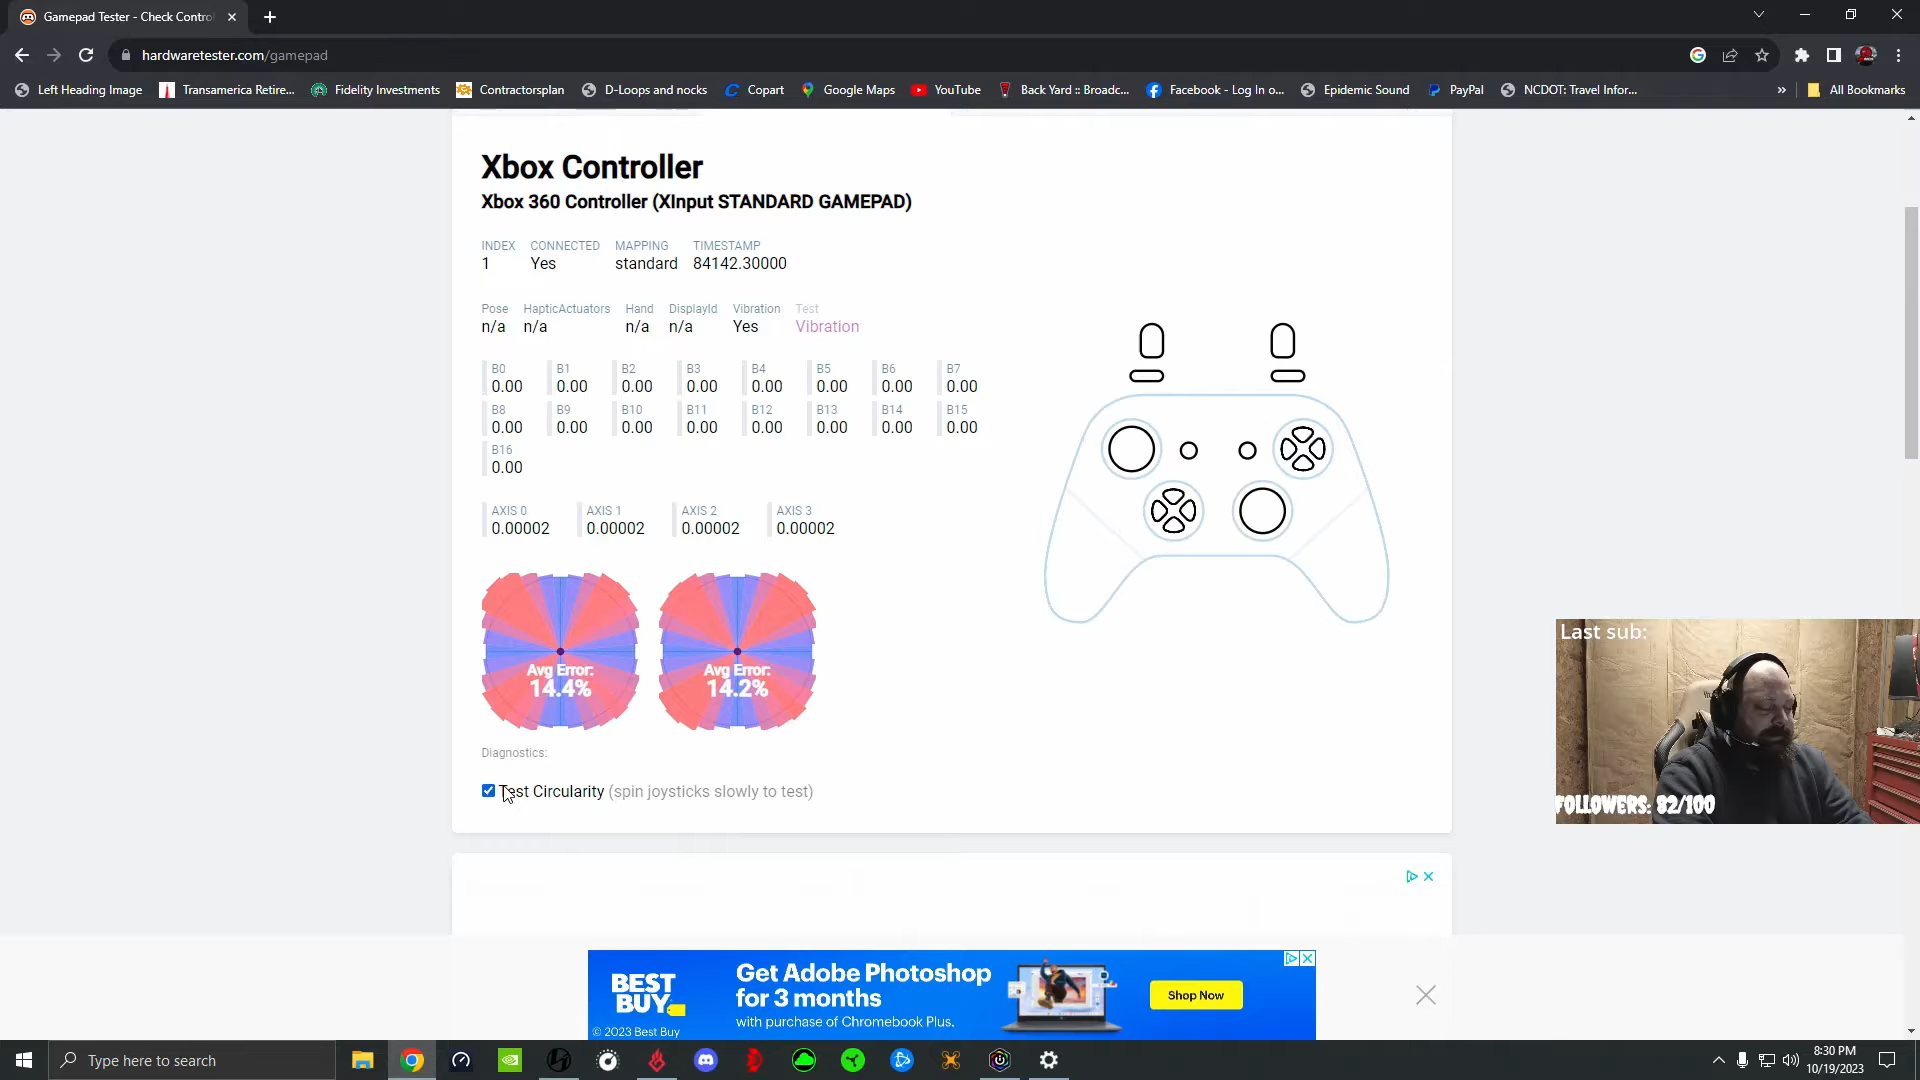 Gamepad Tester - Check Contro
hardwaretester.com/gamepad
Left Heading Image
Transamerica Retire...
Fidelity Investments
Contractorsplan
D-Loops and nocks
Copart
Google Maps
YouTube
Back Yard :: Broadc...
Facebook - Log In o...
Epidemic Sound
PayPal
NCDOT: Travel Infor...
»
All Bookmarks
Xbox Controller
Xbox 360 Controller (XInput STANDARD GAMEPAD)
INDEX CONNECTED MAPPING TIMESTAMP
1 Yes standard 84142.30000
Pose HapticActuators Hand DisplayId Vibration Test
n/a n/a n/a n/a Yes Vibration
B0 B1 B2 B3 B4 B5 B6 B7
0.00 0.00 0.00 0.00 0.00 0.00 0.00 0.00
B8 B9 B10 B11 B12 B13 B14 B15
0.00 0.00 0.00 0.00 0.00 0.00 0.00 0.00
B16
0.00
AXIS 0 AXIS 1 AXIS 2 AXIS 3
0.00002 0.00002 0.00002 0.00002
Avg Error: Avg Error:
14.4% 14.2%
Diagnostics:
Test Circularity (spin joysticks slowly to test)
Last sub:
FOLLOWERS: 82/100
BEST
BUY
© 2023 Best Buy
Get Adobe Photoshop
for 3 months
with purchase of Chromebook Plus.
Shop Now
Type here to search
8:30 PM
10/19/2023